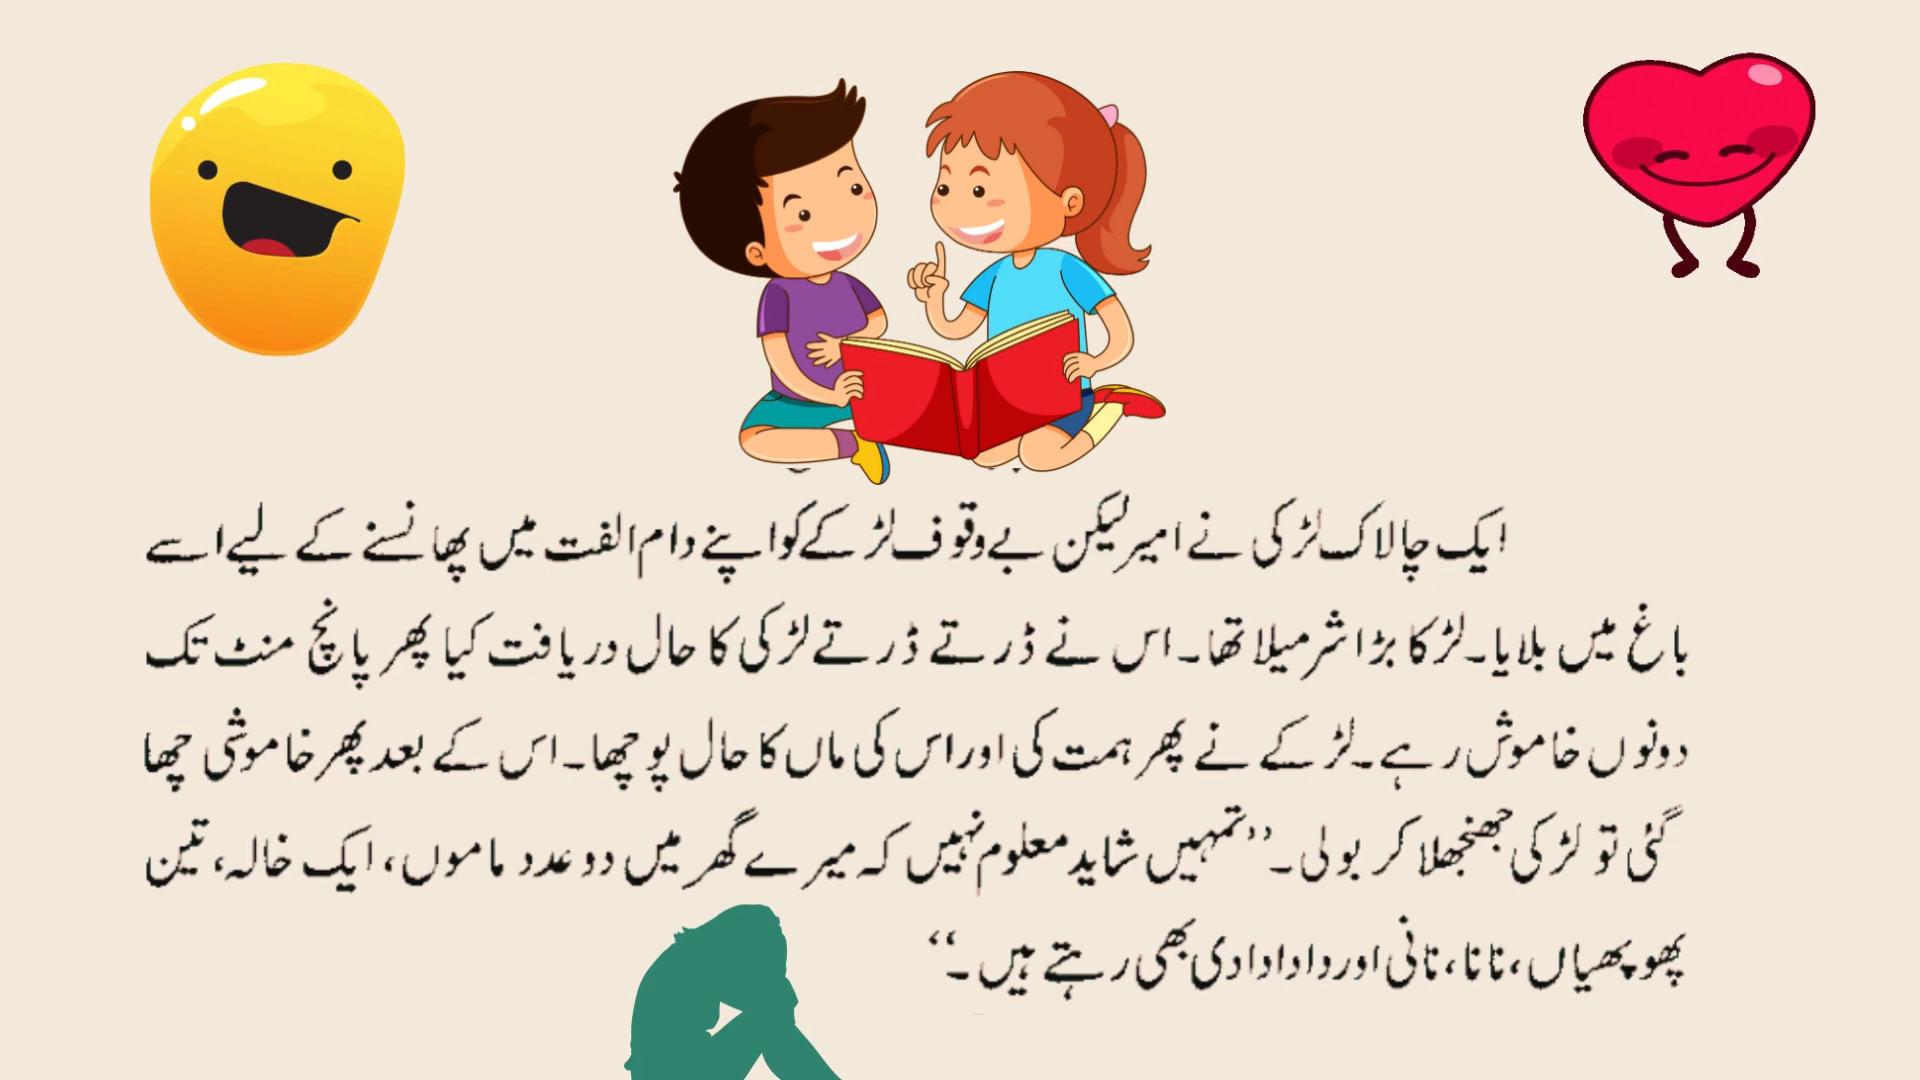 ایک چالاک لڑکی نے امیر لیکن بے وقوف لڑکے کو اپنے دام الفت میں پھانسنے کے لیے اسے
باغ میں بلایا۔ لڑکا بڑا شرمیلا تھا۔ اس نے ڈرتے ڈرتے لڑکی کا حال دریافت کیا پھر پانچ منٹ تک
دونوں خاموش رہے۔ لڑکے نے پھر ہمت کی اور اس کی ماں کا حال پوچھا۔ اس کے بعد پھر خاموشی چھا
گئی تو لڑکی جھنجھلا کر بولی۔ ’’تمہیں شاید معلوم نہیں کہ میرے گھر میں دو عدد ماموں، ایک خالہ، تین
پھوپھیاں، نانا، نانی اور دادا دادی بھی رہتے ہیں۔‘‘